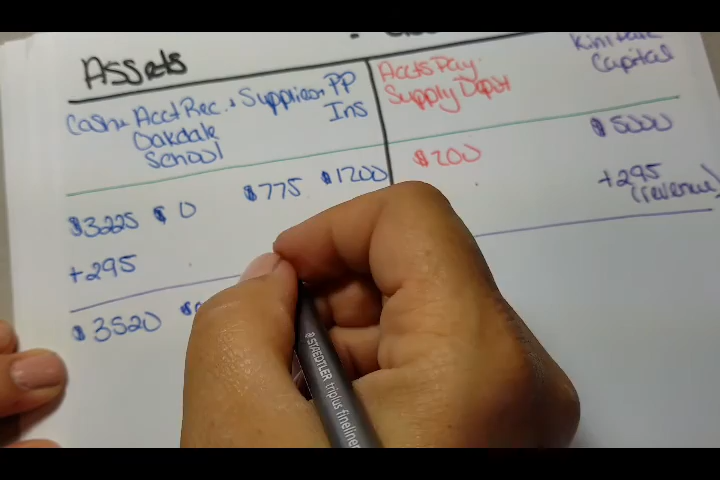 Assets
Cash + Acct Rec. + Supplies + PP
Oakdale Ins
School
Accts Pay.
Supply Depot
Capital
$3225 $ 0 $775 $1200 $200 $5000
+295 +295
(revenue)
$3520
STAEDTLER triplus fineliner